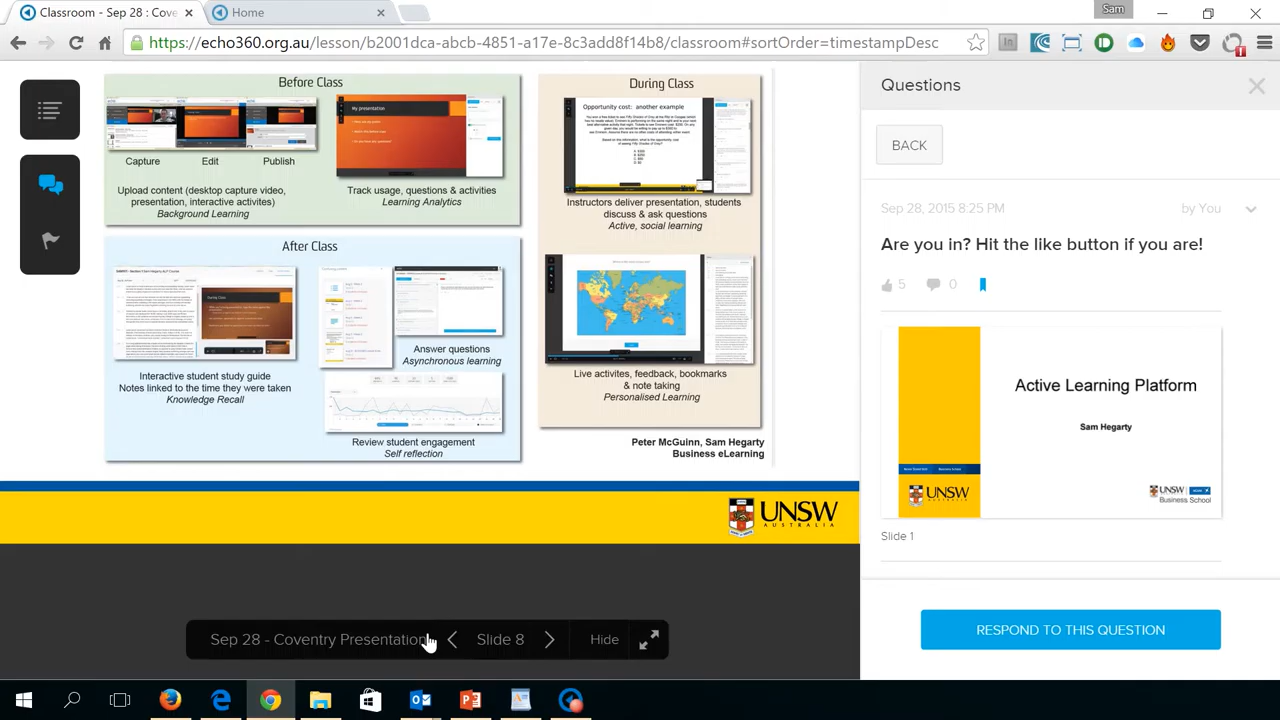 Classroom - Sep 28 : Cove
Home
Sam
https://echo360.org.au/lesson/b2001dca-abcb-4851-a17e-8c3add8f14b8/classroom#sortOrder=timestampDesc
Before Class
Capture
Edit
Publish
Upload content (desktop capture video,
presentation, interactive activites)
Background Learning
My presentation
Track usage, questions & activities
Learning Analytics
After Class
During Class
Interactive student study guide
Notes linked to the time they were taken
Knowledge Recall
Answer questions
Asynchronous learning
Review student engagement
Self reflection
During Class
Opportunity cost: another example
Instructors deliver presentation, students
discuss & ask questions
Active, social learning
Live activites, feedback, bookmarks
& note taking
Personalised Learning
Peter McGuinn, Sam Hegarty
Business eLearning
UNSW
AUSTRALIA
Sep 28 - Coventry Presentation
Slide 8
Hide
Questions
BACK
Sep 28, 2015 8:25 PM
by You
Are you in? Hit the like button if you are!
5
0
Active Learning Platform
Sam Hegarty
UNSW
UNSW
Business School
Slide 1
RESPOND TO THIS QUESTION